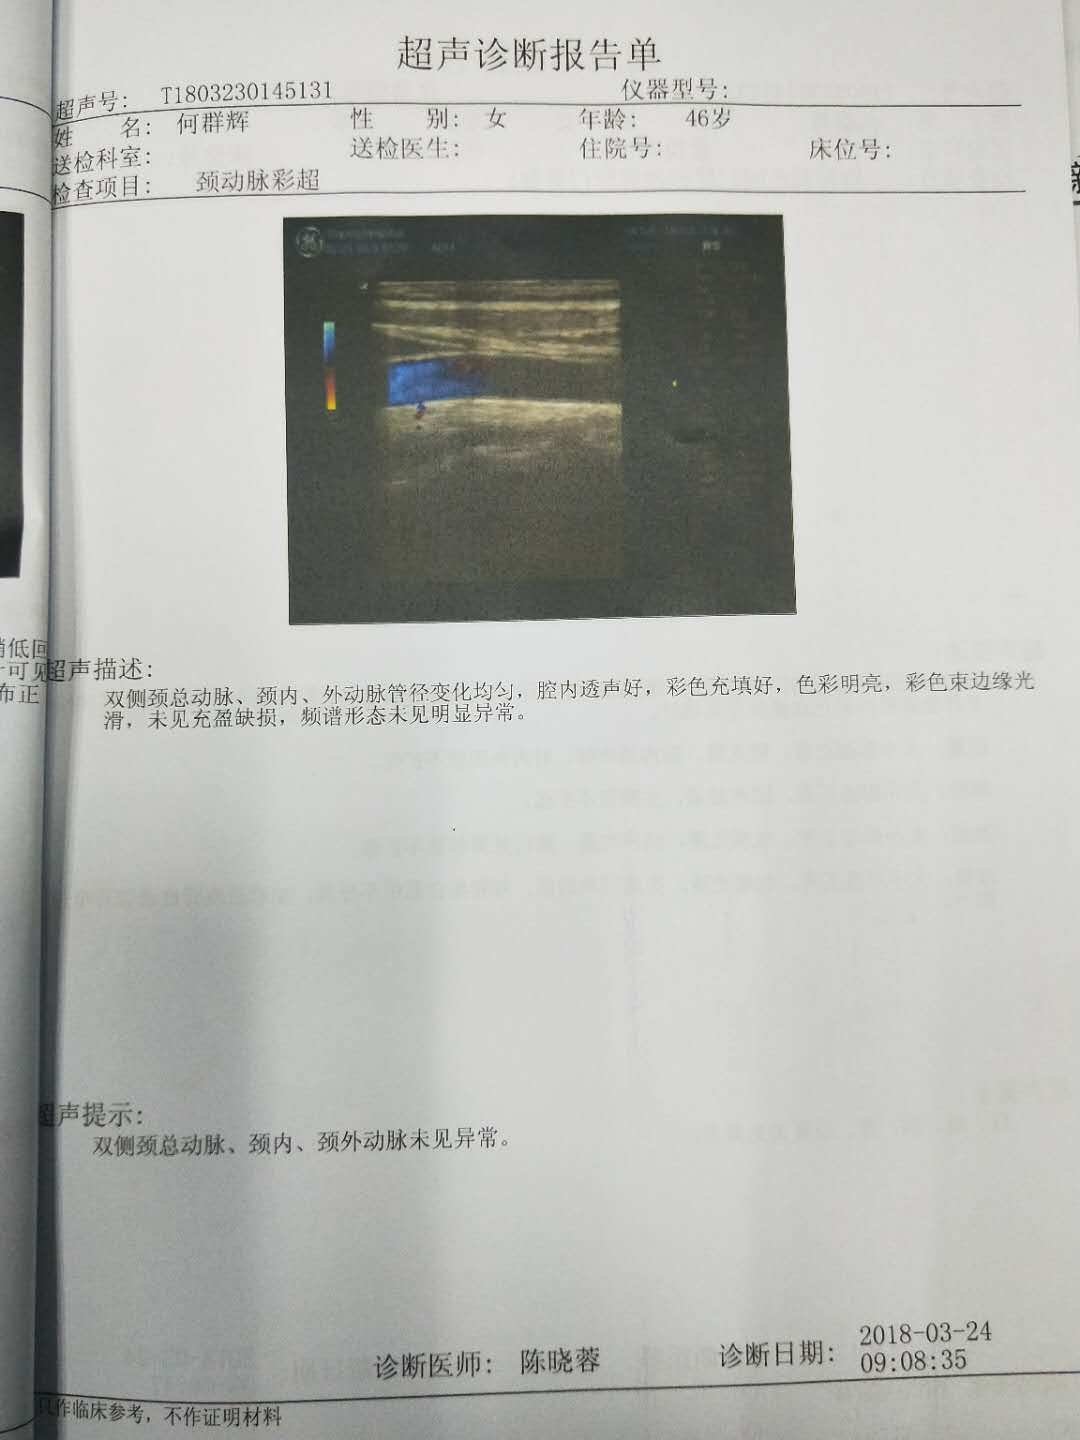 超声诊断报告单
超声号: T1803230145131 仪器型号:
姓 名: 何群辉 性 别: 女 年龄: 46岁
送检科室: 送检医生: 住院号: 床位号:
检查项目: 颈动脉彩超
稍低回
可见
布正
超声描述:
双侧颈总动脉、颈内、外动脉管径变化均匀，腔内透声好，彩色充填好，色彩明亮，彩色束边缘光
滑，未见充盈缺损，频谱形态未见明显异常。
超声提示:
双侧颈总动脉、颈内、颈外动脉未见异常。
诊断医师: 陈晓蓉 诊断日期: 2018-03-24
09:08:35
只作临床参考，不作证明材料